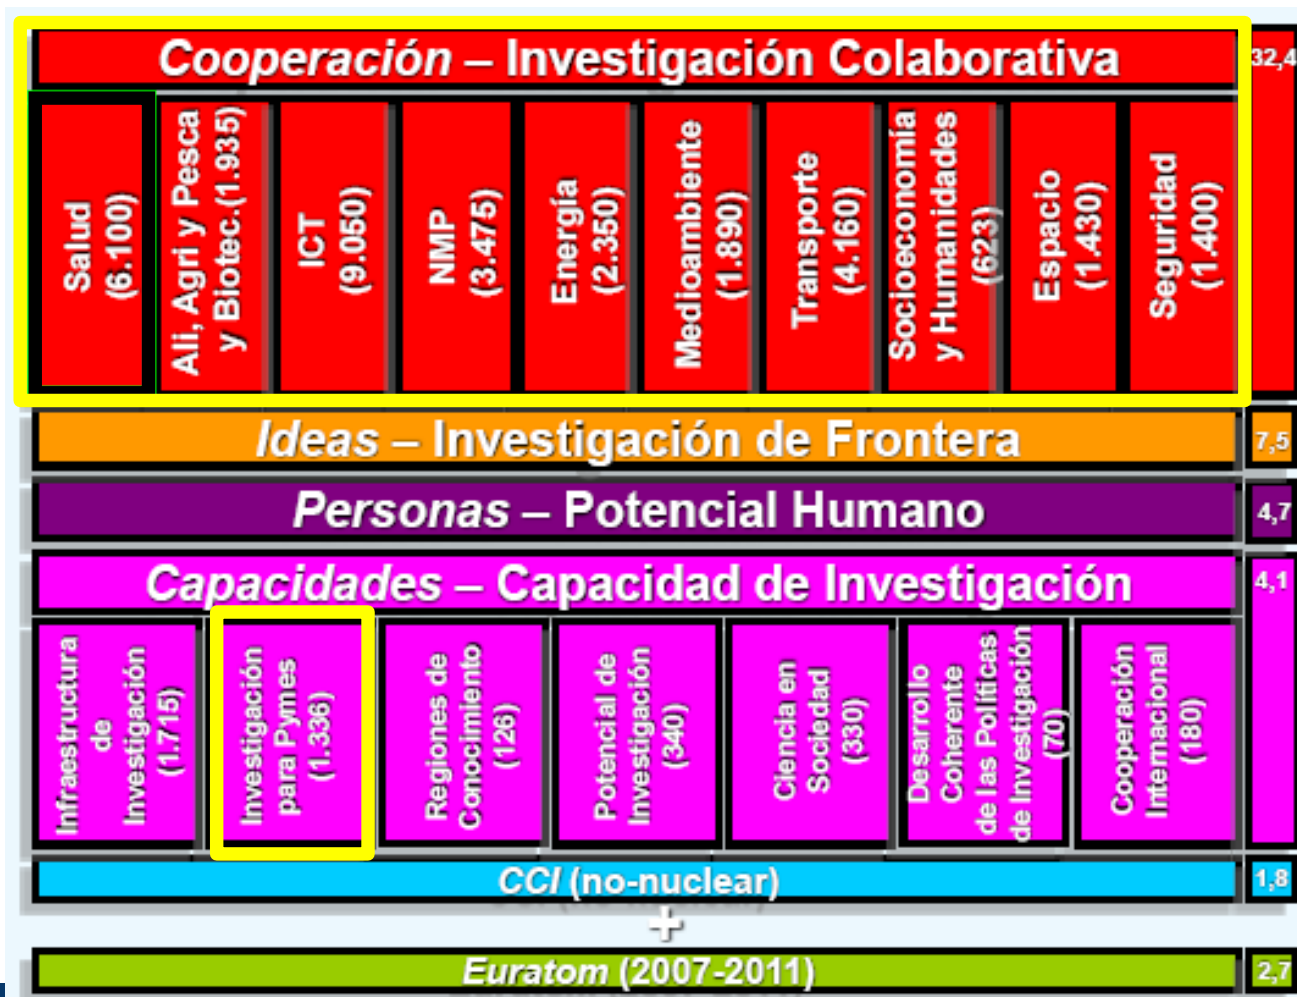 Cooperación – Investigación Colaborativa
32,4
Salud
(6.100)
Ali, Agri y Pesca
y Biotec.(1.935)
ICT
(9.050)
NMP
(3.475)
Energía
(2.350)
Medioambiente
(1.890)
Transporte
(4.160)
Socioeconomía
y Humanidades
(623)
Espacio
(1.430)
Seguridad
(1.400)
Ideas – Investigación de Frontera
7,5
Personas – Potencial Humano
4,7
Capacidades – Capacidad de Investigación
4,1
Infraestructura
de
Investigación
(1.715)
Investigación
para Pymes
(1.336)
Regiones de
Conocimiento
(126)
Potencial de
Investigación
(340)
Ciencia en
Sociedad
(330)
Desarrollo
Coherente
de las Políticas
de Investigación
(70)
Cooperación
Internacional
(180)
CCI (no-nuclear)
1,8
+
Euratom (2007-2011)
2,7